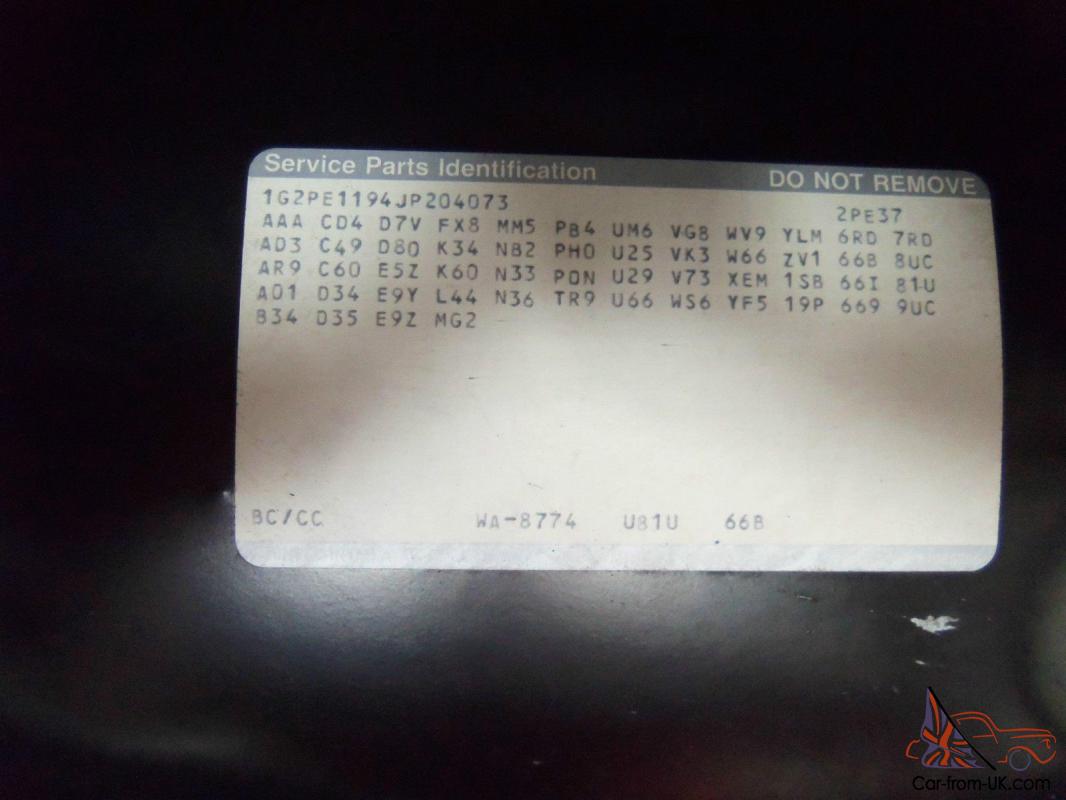 Service Parts Identification DO NOT REMOVE
1G2PE1194JP204073 2PE37
AAA CD4 D7V FX8 MM5 PB4 UM6 VG8 WV9 YLM 6RD 7RD
AD3 C49 D80 K34 N82 PH0 U25 VK3 W66 ZV1 66B 8UC
AR9 C60 E5Z K60 N33 PDN U29 V73 XEM 1SB 66I 81U
A01 D34 E9Y L44 N36 TR9 U66 WS6 YF5 19P 669 9UC
B34 D35 E9Z MG2
BC/CC WA-8774 U81U 66B
Car-from-UK.com